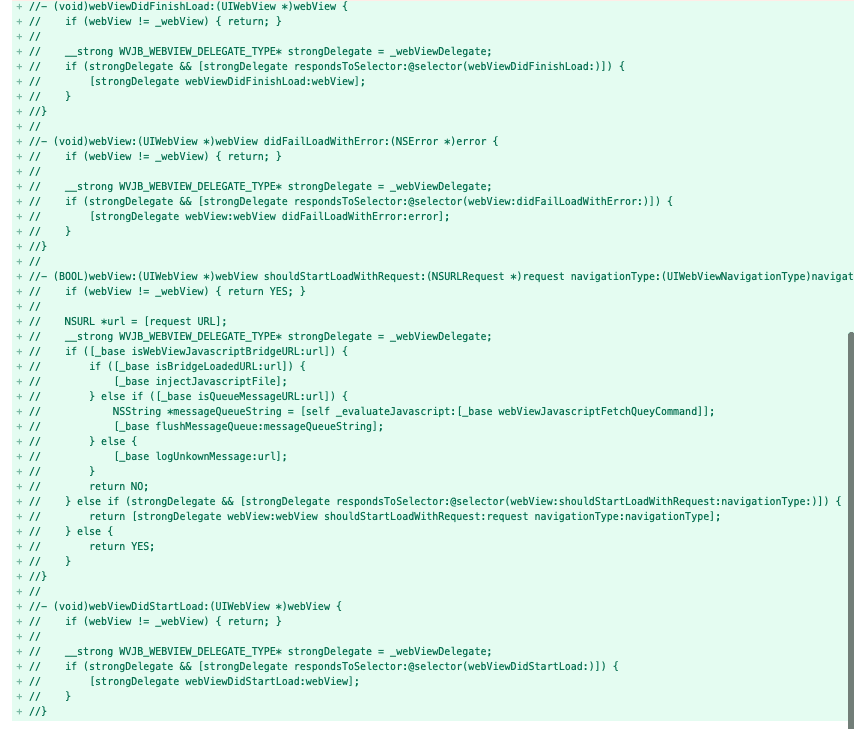 + //- (void)webViewDidFinishLoad:(UIWebView *)webView {
+ //    if (webView != _webView) { return; }
+ //
+ //    __strong WVJB_WEBVIEW_DELEGATE_TYPE* strongDelegate = _webViewDelegate;
+ //    if (strongDelegate && [strongDelegate respondsToSelector:@selector(webViewDidFinishLoad:)]) {
+ //        [strongDelegate webViewDidFinishLoad:webView];
+ //    }
+ //}
+ //
+ //- (void)webView:(UIWebView *)webView didFailLoadWithError:(NSError *)error {
+ //    if (webView != _webView) { return; }
+ //
+ //    __strong WVJB_WEBVIEW_DELEGATE_TYPE* strongDelegate = _webViewDelegate;
+ //    if (strongDelegate && [strongDelegate respondsToSelector:@selector(webView:didFailLoadWithError:)]) {
+ //        [strongDelegate webView:webView didFailLoadWithError:error];
+ //    }
+ //}
+ //
+ //- (BOOL)webView:(UIWebView *)webView shouldStartLoadWithRequest:(NSURLRequest *)request navigationType:(UIWebViewNavigationType)navigat
+ //    if (webView != _webView) { return YES; }
+ //
+ //    NSURL *url = [request URL];
+ //    __strong WVJB_WEBVIEW_DELEGATE_TYPE* strongDelegate = _webViewDelegate;
+ //    if ([_base isWebViewJavascriptBridgeURL:url]) {
+ //        if ([_base isBridgeLoadedURL:url]) {
+ //            [_base injectJavascriptFile];
+ //        } else if ([_base isQueueMessageURL:url]) {
+ //            NSString *messageQueueString = [self _evaluateJavascript:[_base webViewJavascriptFetchQueyCommand]];
+ //            [_base flushMessageQueue:messageQueueString];
+ //        } else {
+ //            [_base logUnkownMessage:url];
+ //        }
+ //        return NO;
+ //    } else if (strongDelegate && [strongDelegate respondsToSelector:@selector(webView:shouldStartLoadWithRequest:navigationType:)]) {
+ //        return [strongDelegate webView:webView shouldStartLoadWithRequest:request navigationType:navigationType];
+ //    } else {
+ //        return YES;
+ //    }
+ //}
+ //
+ //- (void)webViewDidStartLoad:(UIWebView *)webView {
+ //    if (webView != _webView) { return; }
+ //
+ //    __strong WVJB_WEBVIEW_DELEGATE_TYPE* strongDelegate = _webViewDelegate;
+ //    if (strongDelegate && [strongDelegate respondsToSelector:@selector(webViewDidStartLoad:)]) {
+ //        [strongDelegate webViewDidStartLoad:webView];
+ //    }
+ //}